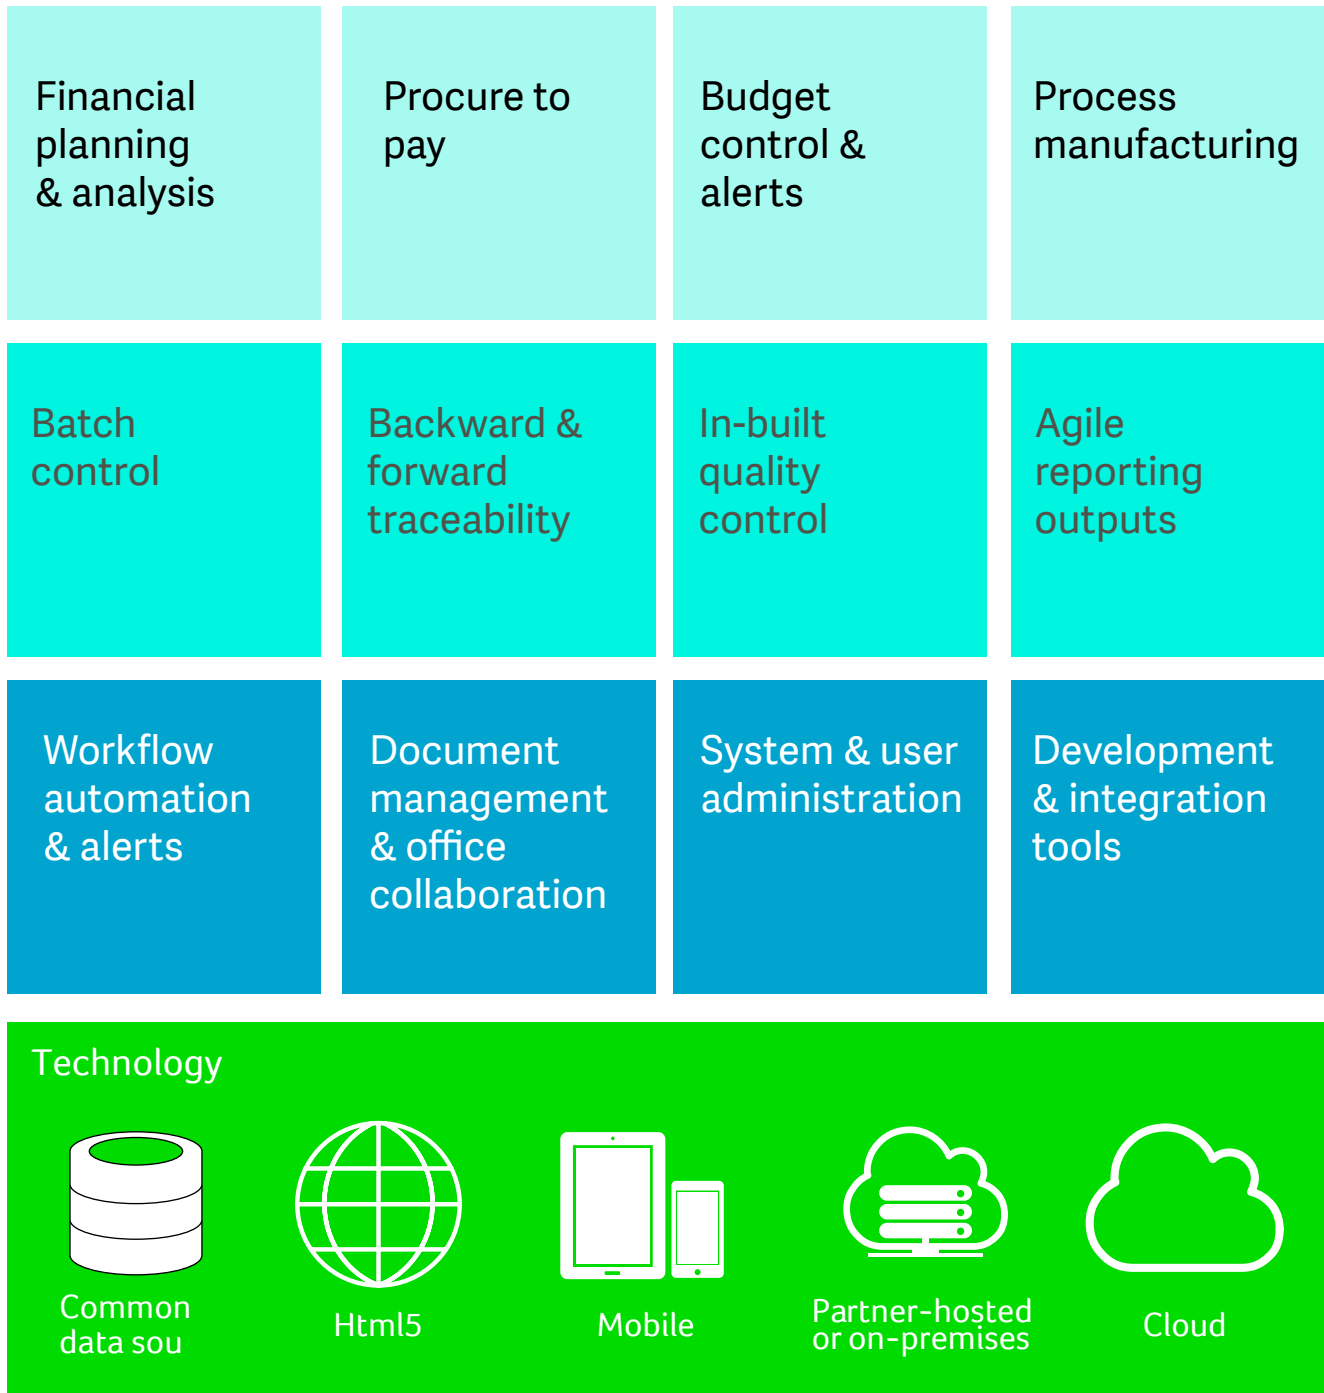 Financial
planning
& analysis
Procure to
pay
Budget
control &
alerts
Process
manufacturing
Batch
control
Backward &
forward
traceability
In-built
quality
control
Agile
reporting
outputs
Workflow
automation
& alerts
Document
management
& office
collaboration
System & user
administration
Development
& integration
tools
Technology
Common
data sou
Html5
Mobile
Partner-hosted
or on-premises
Cloud